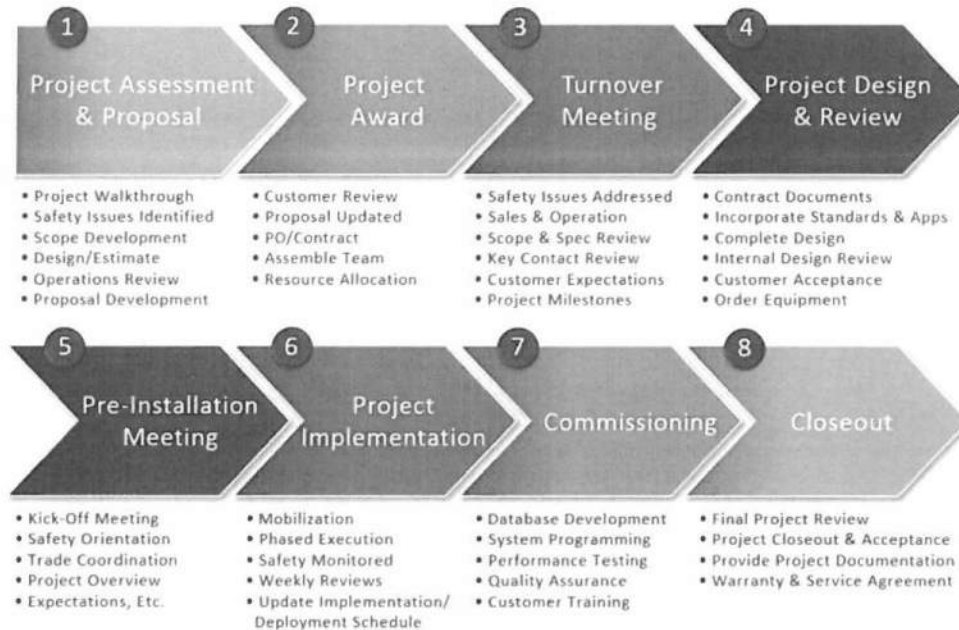 1
Project Assessment
& Proposal
• Project Walkthrough
• Safety Issues Identified
• Scope Development
• Design/Estimate
• Operations Review
• Proposal Development
2
Project
Award
• Customer Review
• Proposal Updated
• PO/Contract
• Assemble Team
• Resource Allocation
3
Turnover
Meeting
• Safety Issues Addressed
• Sales & Operation
• Scope & Spec Review
• Key Contact Review
• Customer Expectations
• Project Milestones
4
Project Design
& Review
• Contract Documents
• Incorporate Standards & Apps
• Complete Design
• Internal Design Review
• Customer Acceptance
• Order Equipment
5
Pre-Installation
Meeting
• Kick-Off Meeting
• Safety Orientation
• Trade Coordination
• Project Overview
• Expectations, Etc.
6
Project
Implementation
• Mobilization
• Phased Execution
• Safety Monitored
• Weekly Reviews
• Update Implementation/
Deployment Schedule
7
Commissioning
• Database Development
• System Programming
• Performance Testing
• Quality Assurance
• Customer Training
8
Closeout
• Final Project Review
• Project Closeout & Acceptance
• Provide Project Documentation
• Warranty & Service Agreement